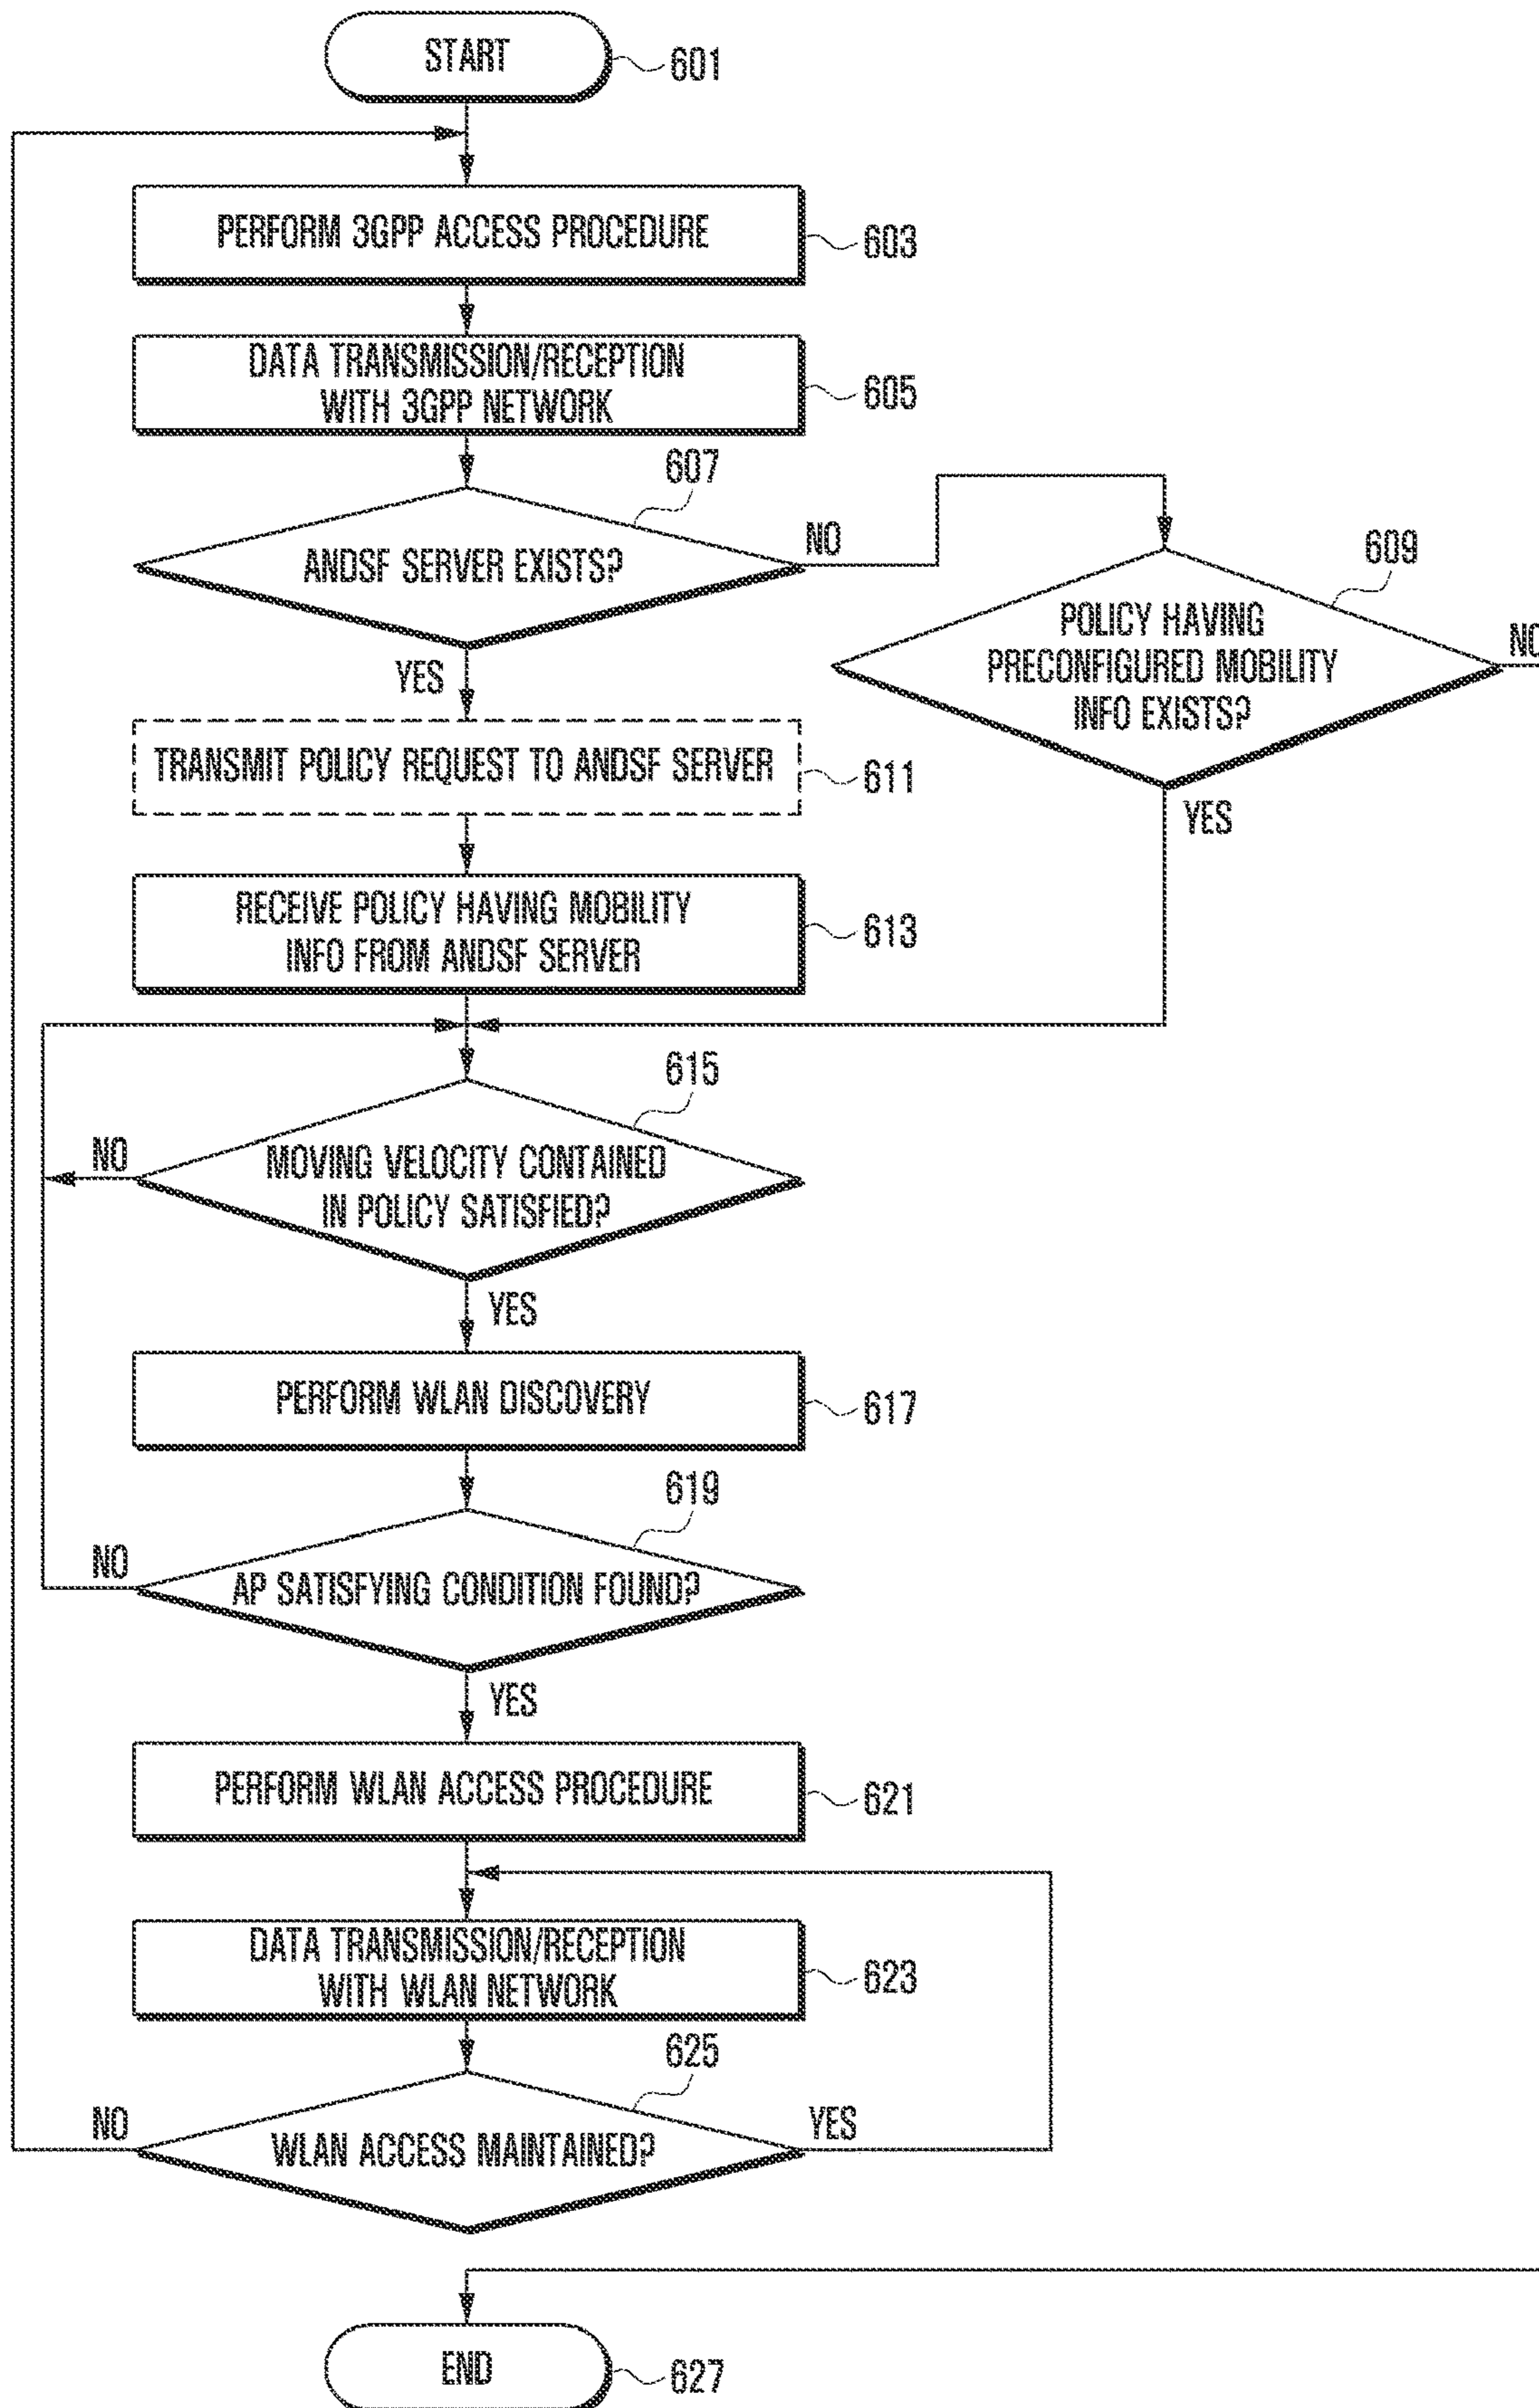 START
601
PERFORM 3GPP ACCESS PROCEDURE
603
DATA TRANSMISSION/RECEPTION
WITH 3GPP NETWORK
605
607
ANDSF SERVER EXISTS?
NO
YES
609
POLICY HAVING
PRECONFIGURED MOBILITY
INFO EXISTS?
NO
YES
TRANSMIT POLICY REQUEST TO ANDSF SERVER
611
RECEIVE POLICY HAVING MOBILITY
INFO FROM ANDSF SERVER
613
615
MOVING VELOCITY CONTAINED
IN POLICY SATISFIED?
NO
YES
PERFORM WLAN DISCOVERY
617
619
AP SATISFYING CONDITION FOUND?
NO
YES
PERFORM WLAN ACCESS PROCEDURE
621
DATA TRANSMISSION/RECEPTION
WITH WLAN NETWORK
623
625
WLAN ACCESS MAINTAINED?
NO
YES
END
627